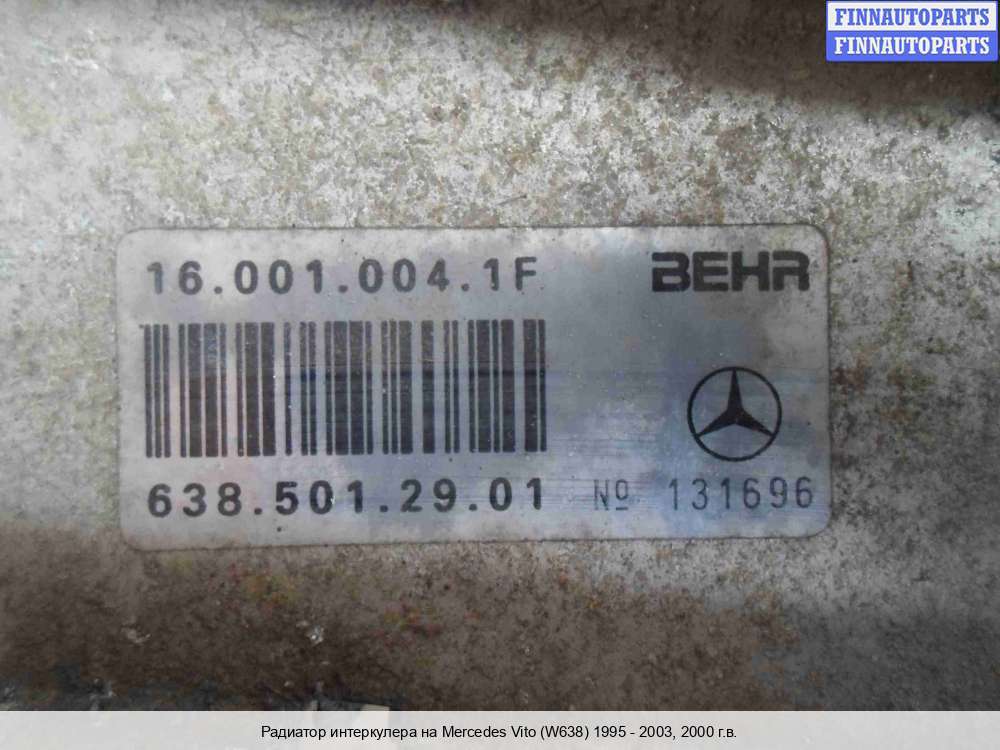 FINNAUTOPARTS
FINNAUTOPARTS
16.001.004.1F BEHR
638.501.29.01 Nº 131696
Радиатор интеркулера на Mercedes Vito (W638) 1995 - 2003, 2000 г.в.